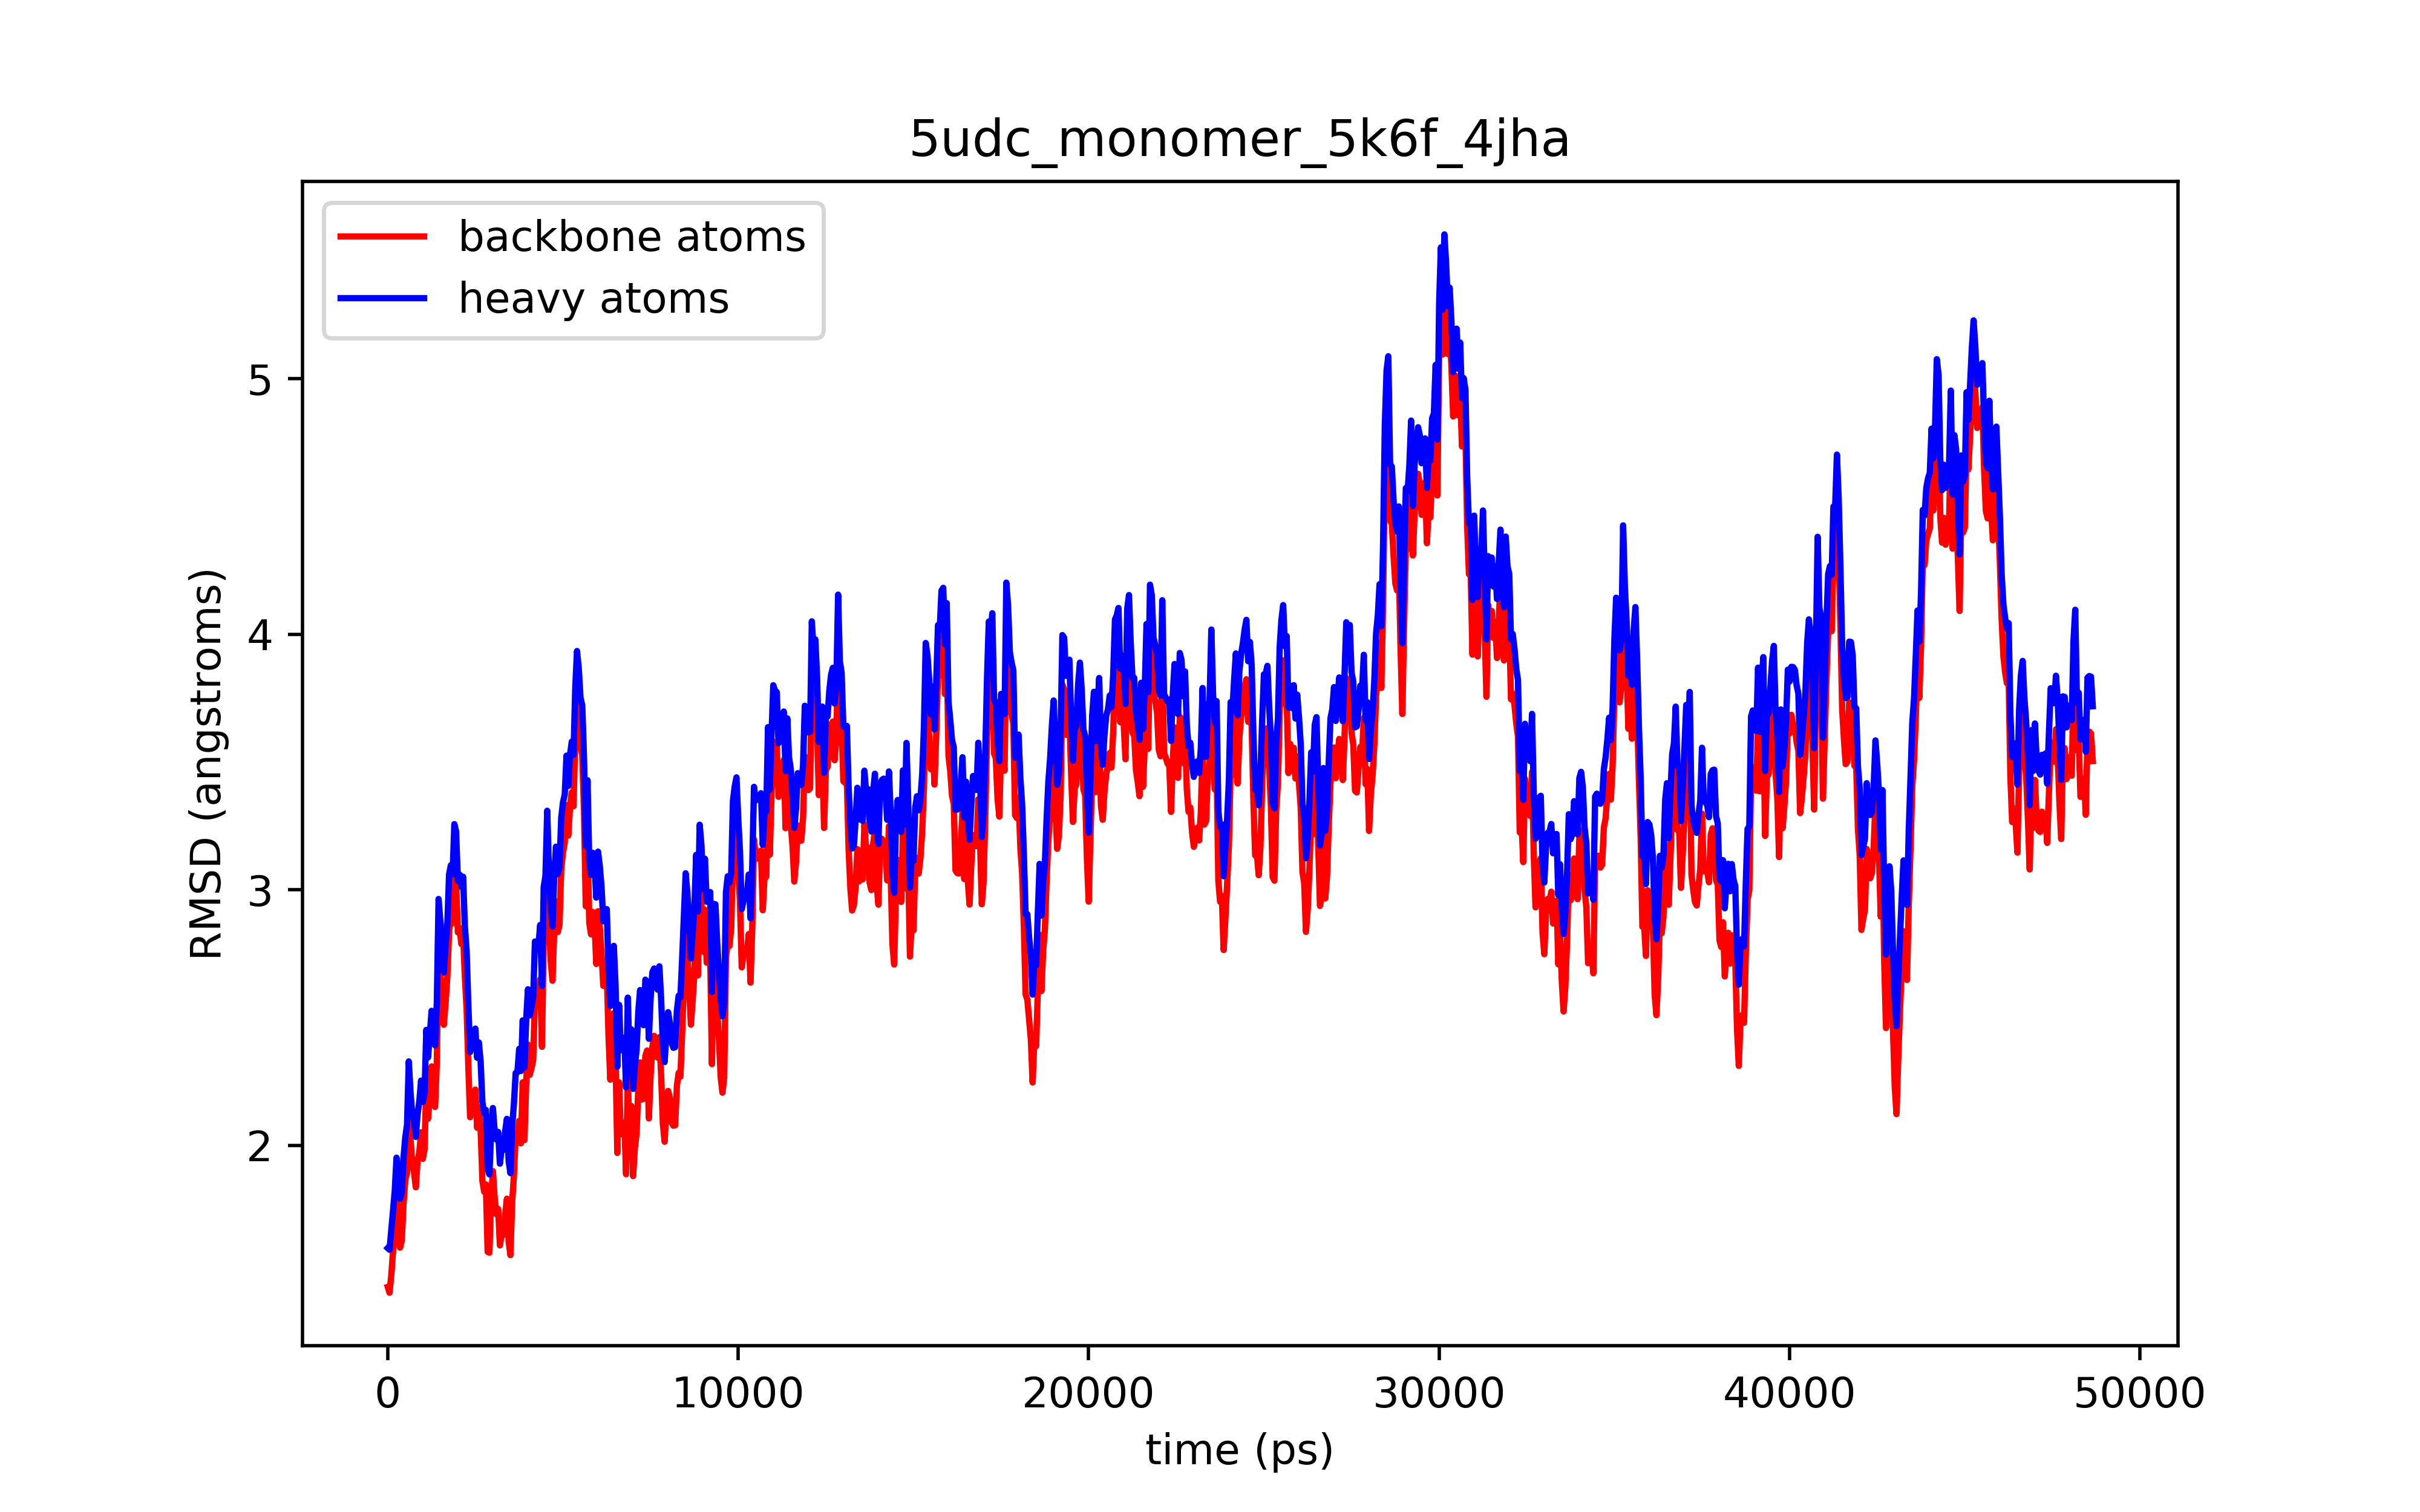 5udc_monomer_5k6f_4jha
backbone atoms
heavy atoms
RMSD (angstroms)
5
4
3
2
0 10000 20000 30000 40000 50000
time (ps)